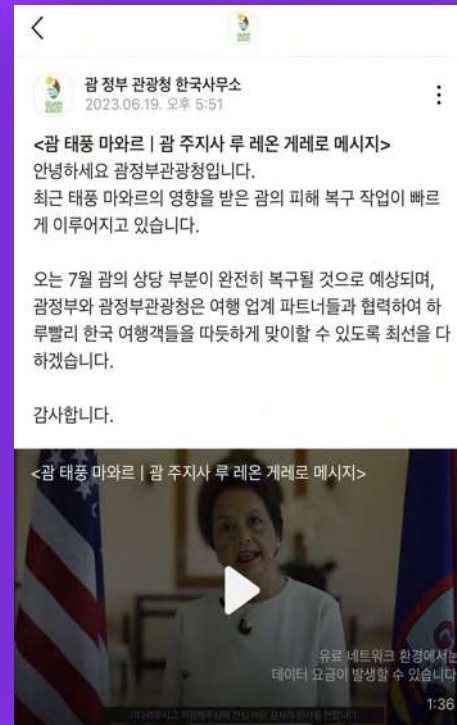 괌 정부 관광청 한국사무소
2023.06.19. 오후 5:51
<괌 태풍 마와르 | 괌 주지사 루 레온 게레로 메시지>
안녕하세요 괌정부관광청입니다.
최근 태풍 마와르의 영향을 받은 괌의 피해 복구 작업이 빠르
게 이루어지고 있습니다.
오는 7월 괌의 상당 부분이 완전히 복구될 것으로 예상되며,
괌정부와 괌정부관광청은 여행 업계 파트너들과 협력하여 하
루빨리 한국 여행객들을 따듯하게 맞이할 수 있도록 최선을 다
하겠습니다.
감사합니다.
<괌 태풍 마와르 | 괌 주지사 루 레온 게레로 메시지>
유료 네트워크 환경에서는
데이터 요금이 발생할 수 있습니다
1:36